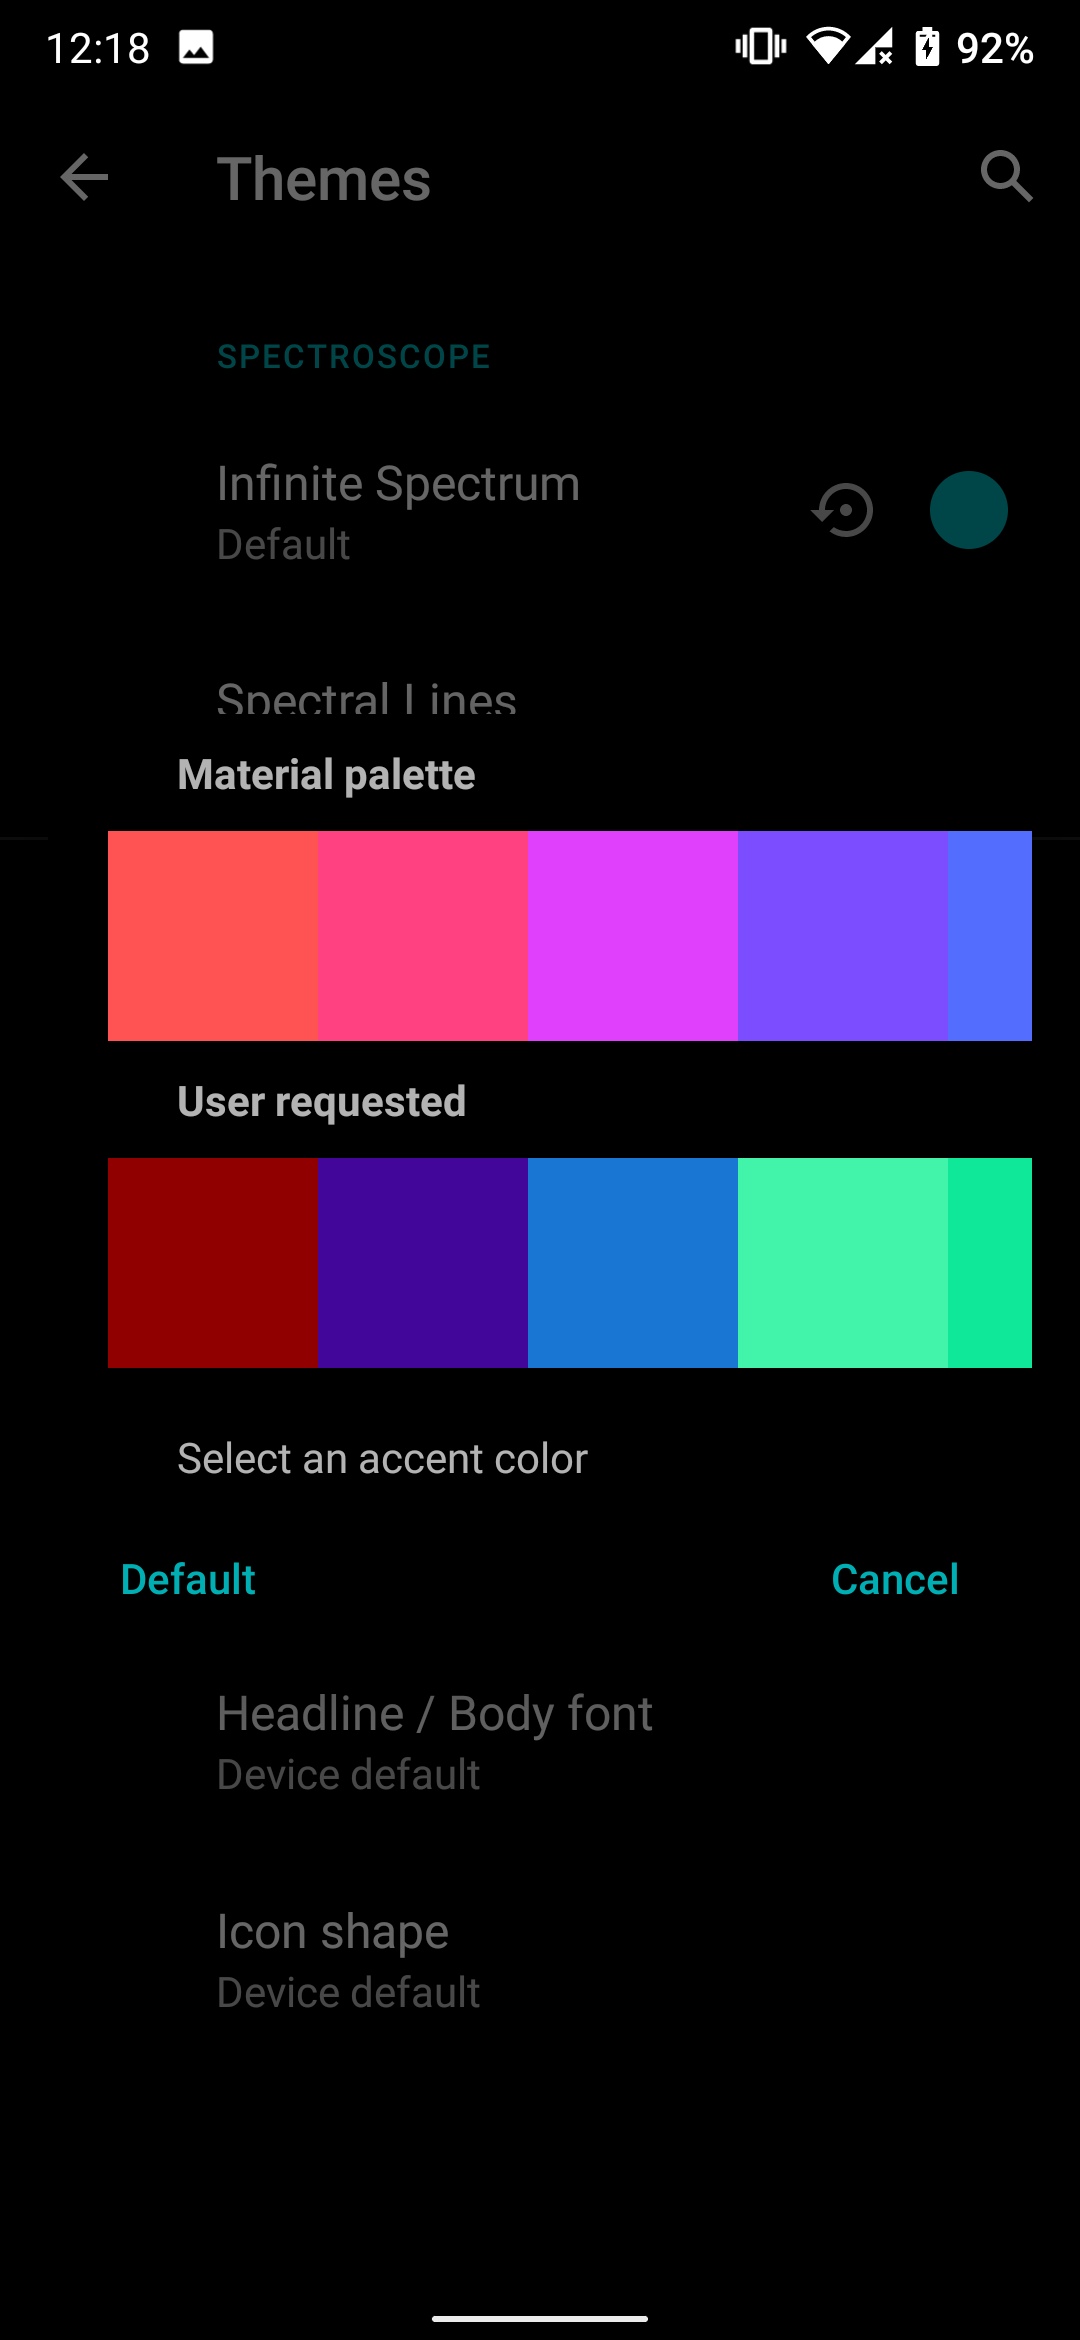 12:18
92%
Themes
SPECTROSCOPE
Infinite Spectrum
Default
Spectral Lines
Material palette
User requested
Select an accent color
Default
Cancel
Headline / Body font
Device default
Icon shape
Device default